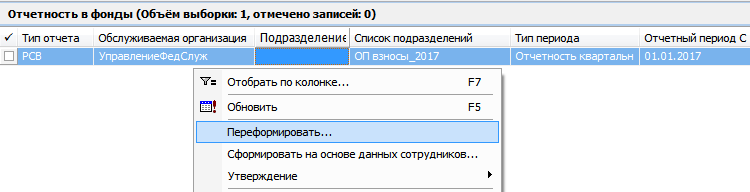 Отчетность в фонды (Объём выборки: 1, отмечено записей: 0)
✓ Тип отчета Обслуживаемая организация Подразделение Список подразделений Тип периода Отчетный период С
РСВ УправлениеФедСлуж ОП взносы_2017 Отчетность квартальн 01.01.2017
Отобрать по колонке... F7
Обновить F5
Переформировать...
Сформировать на основе данных сотрудников...
Утверждение